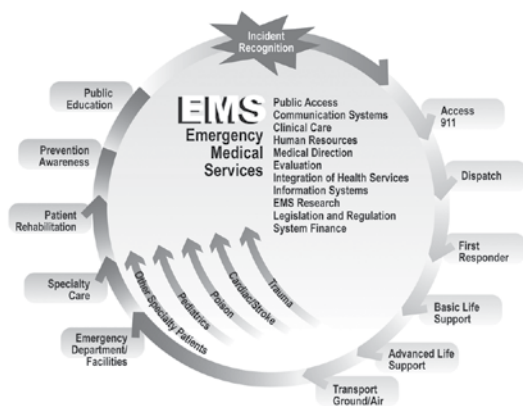 Incident
Recognition
Public
Education
Prevention
Awareness
Patient
Rehabilitation
Specialty
Care
Emergency
Department/
Facilities
EMS
Emergency
Medical
Services
Public Access
Communication Systems
Clinical Care
Human Resources
Medical Direction
Evaluation
Integration of Health Services
Information Systems
EMS Research
Legislation and Regulation
System Finance
Other Specialty Patients
Pediatrics
Poison
Cardiac/Stroke
Trauma
Access
911
Dispatch
First
Responder
Basic Life
Support
Advanced Life
Support
Transport
Ground/Air